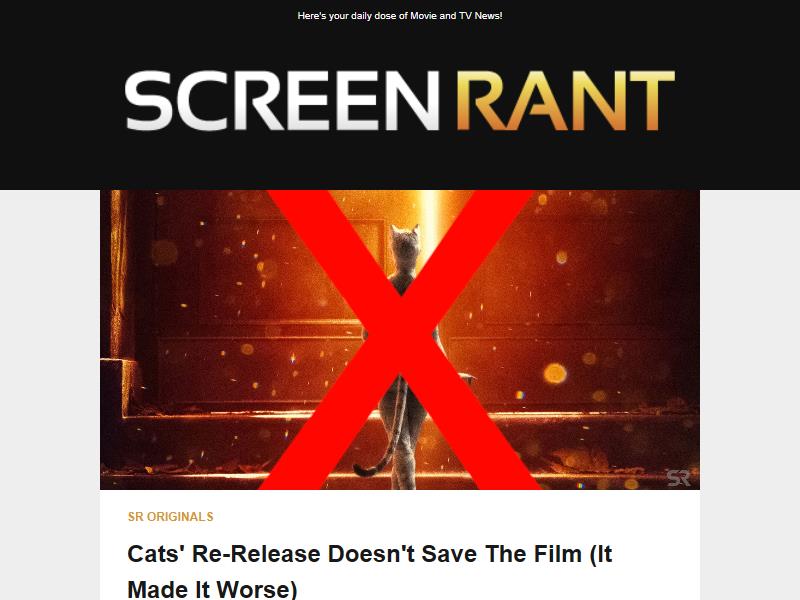 Here's your daily dose of Movie and TV News!
SCREEN RANT
SR
SR ORIGINALS
Cats' Re-Release Doesn't Save The Film (It
Made It Worse)